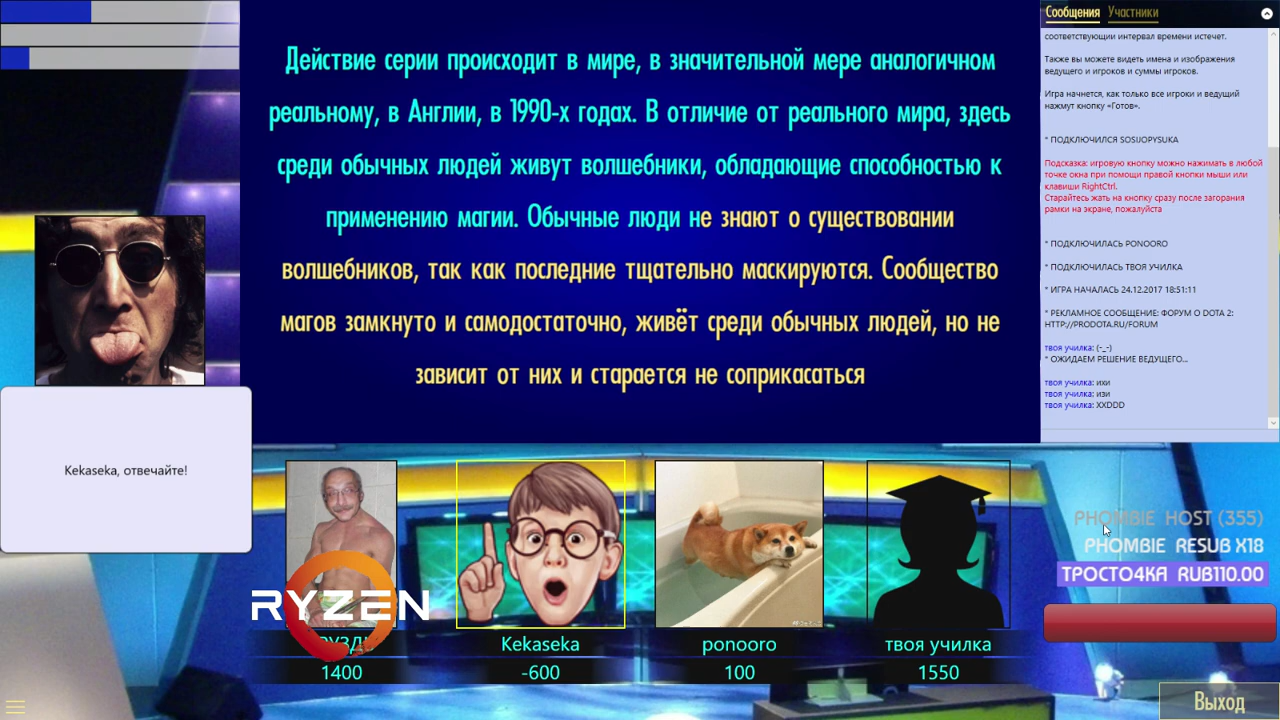 Действие серии происходит в мире, в значительной мере аналогичном
реальному, в Англии, в 1990-х годах. В отличие от реального мира, здесь
среди обычных людей живут волшебники, обладающие способностью к
применению магии. Обычные люди не знают о существовании
волшебников, так как последние тщательно маскируются. Сообщество
магов замкнуто и самодостаточно, живёт среди обычных людей, но не
зависит от них и старается не соприкасаться
Сообщения Участники
соответствующии интервал времени истечет.
Также вы можете видеть имена и изображения
ведущего и игроков и суммы игроков.
Игра начнется, как только все игроки и ведущий
нажмут кнопку «Готов».
* ПОДКЛЮЧИЛСЯ SOSIJOPYSUKA
Подсказка: игровую кнопку можно нажимать в любой
точке окна при помощи правой кнопки мыши или
клавиши RightCtrl.
Старайтесь жать на кнопку сразу после загорания
рамки на экране, пожалуйста
* ПОДКЛЮЧИЛАСЬ PONOORO
* ПОДКЛЮЧИЛАСЬ ТВОЯ УЧИЛКА
* ИГРА НАЧАЛАСЬ 24.12.2017 18:51:11
* РЕКЛАМНОЕ СООБЩЕНИЕ: ФОРУМ О DOTA 2:
HTTP://PRODOTA.RU/FORUM
твоя училка: (-_-)
* ОЖИДАЕМ РЕШЕНИЕ ВЕДУЩЕГО...
твоя училка: ихи
твоя училка: изи
твоя училка: XXDDD
Kekaseka, отвечайте!
PHOMBIE HOST (355)
PHOMBIE RESUB X18
ТРОСТО4КА RUB110.00
RYZEN
Kekaseka
ponooro
твоя училка
1400
-600
100
1550
Выход